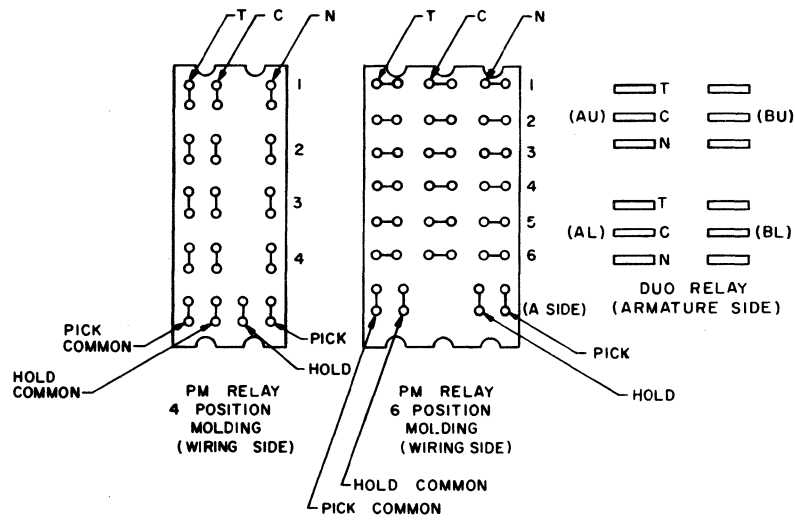 T C N
1
2
3
4
PICK
COMMON
HOLD
COMMON
PICK
HOLD
PM RELAY
4 POSITION
MOLDING
(WIRING SIDE)
T C N
1
2
3
4
5
6
(A SIDE)
PICK
HOLD
PM RELAY
6 POSITION
MOLDING
(WIRING SIDE)
HOLD COMMON
PICK COMMON
T
(AU) C (BU)
N
T
(AL) C (BL)
N
DUO RELAY
(ARMATURE SIDE)